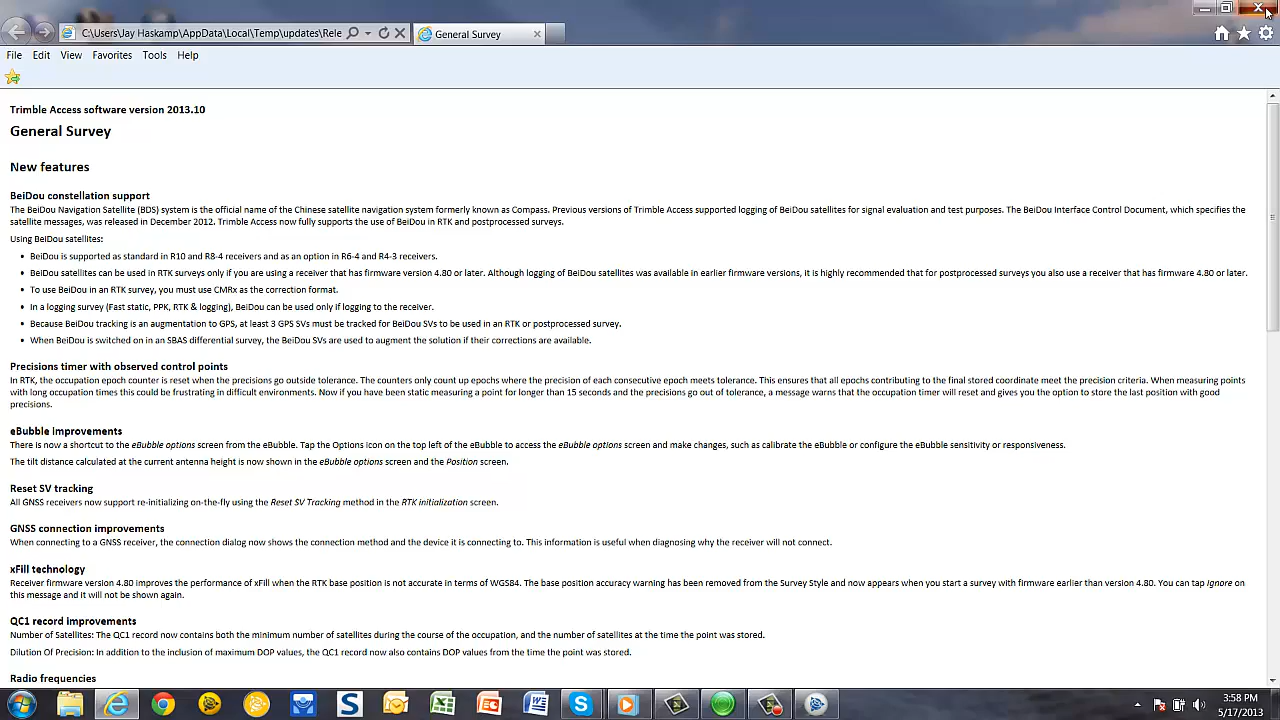 C:\Users\Jay Haskamp\AppData\Local\Temp\updates\Rele
General Survey
File Edit View Favorites Tools Help
Trimble Access software version 2013.10
General Survey
New features
BeiDou constellation support
The BeiDou Navigation Satellite (BDS) system is the official name of the Chinese satellite navigation system formerly known as Compass. Previous versions of Trimble Access supported logging of BeiDou satellites for signal evaluation and test purposes. The BeiDou Interface Control Document, which specifies the
satellite messages, was released in December 2012. Trimble Access now fully supports the use of BeiDou in RTK and postprocessed surveys.
Using BeiDou satellites:
• BeiDou is supported as standard in R10 and R8-4 receivers and as an option in R6-4 and R4-3 receivers.
• BeiDou satellites can be used in RTK surveys only if you are using a receiver that has firmware version 4.80 or later. Although logging of BeiDou satellites was available in earlier firmware versions, it is highly recommended that for postprocessed surveys you also use a receiver that has firmware 4.80 or later.
• To use BeiDou in an RTK survey, you must use CMRx as the correction format.
• In a logging survey (Fast static, PPK, RTK & logging), BeiDou can be used only if logging to the receiver.
• Because BeiDou tracking is an augmentation to GPS, at least 3 GPS SVs must be tracked for BeiDou SVs to be used in an RTK or postprocessed survey.
• When BeiDou is switched on in an SBAS differential survey, the BeiDou SVs are used to augment the solution if their corrections are available.
Precisions timer with observed control points
In RTK, the occupation epoch counter is reset when the precisions go outside tolerance. The counters only count up epochs where the precision of each consecutive epoch meets tolerance. This ensures that all epochs contributing to the final stored coordinate meet the precision criteria. When measuring points
with long occupation times this could be frustrating in difficult environments. Now if you have been static measuring a point for longer than 15 seconds and the precisions go out of tolerance, a message warns that the occupation timer will reset and gives you the option to store the last position with good
precisions.
eBubble improvements
There is now a shortcut to the eBubble options screen from the eBubble. Tap the Options icon on the top left of the eBubble to access the eBubble options screen and make changes, such as calibrate the eBubble or configure the eBubble sensitivity or responsiveness.
The tilt distance calculated at the current antenna height is now shown in the eBubble options screen and the Position screen.
Reset SV tracking
All GNSS receivers now support re-initializing on-the-fly using the Reset SV Tracking method in the RTK initialization screen.
GNSS connection improvements
When connecting to a GNSS receiver, the connection dialog now shows the connection method and the device it is connecting to. This information is useful when diagnosing why the receiver will not connect.
xFill technology
Receiver firmware version 4.80 improves the performance of xFill when the RTK base position is not accurate in terms of WGS84. The base position accuracy warning has been removed from the Survey Style and now appears when you start a survey with firmware earlier than version 4.80. You can tap Ignore on
this message and it will not be shown again.
QC1 record improvements
Number of Satellites: The QC1 record now contains both the minimum number of satellites during the course of the occupation, and the number of satellites at the time the point was stored.
Dilution Of Precision: In addition to the inclusion of maximum DOP values, the QC1 record now also contains DOP values from the time the point was stored.
Radio frequencies
3:58 PM
5/17/2013